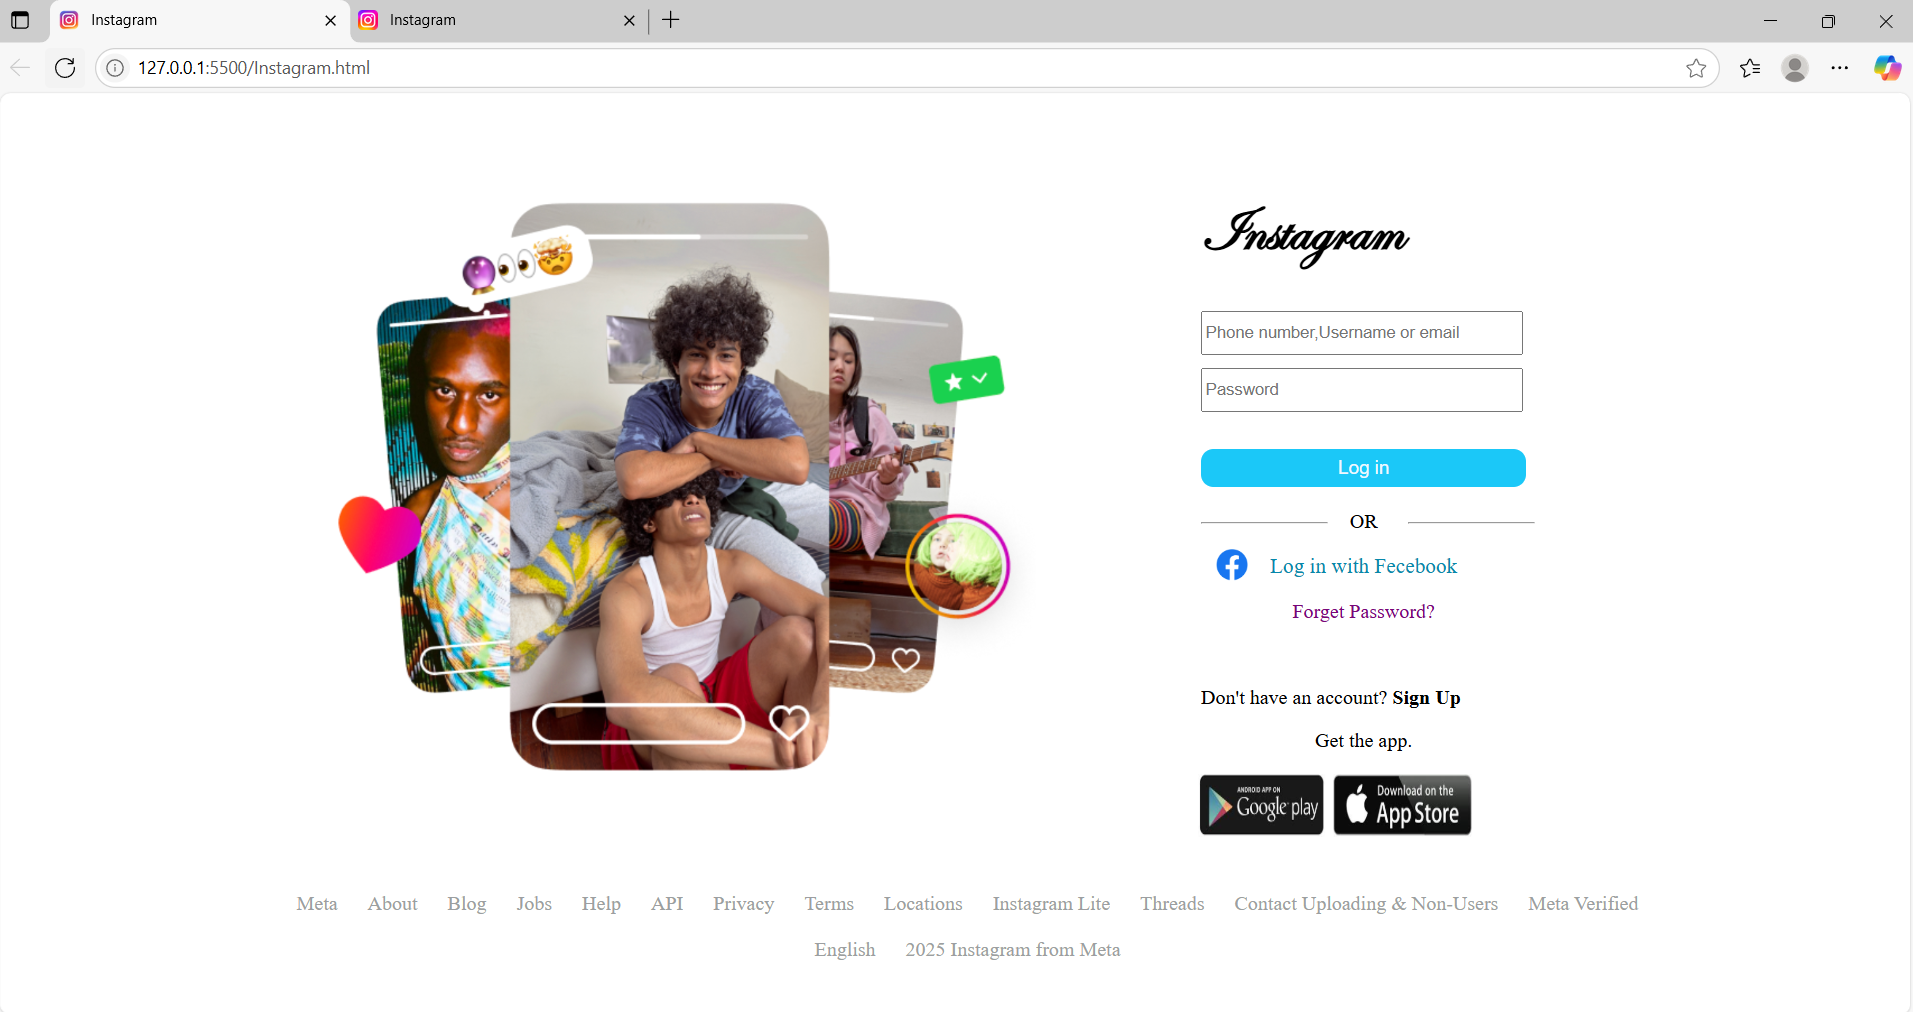 Instagram
Instagram
127.0.0.1:5500/Instagram.html
Instagram
Phone number,Username or email
Password
Log in
OR
Log in with Fecebook
Forget Password?
Don't have an account? Sign Up
Get the app.
ANDROID APP ON
Google play
Download on the
App Store
Meta About Blog Jobs Help API Privacy Terms Locations Instagram Lite Threads Contact Uploading & Non-Users Meta Verified
English 2025 Instagram from Meta